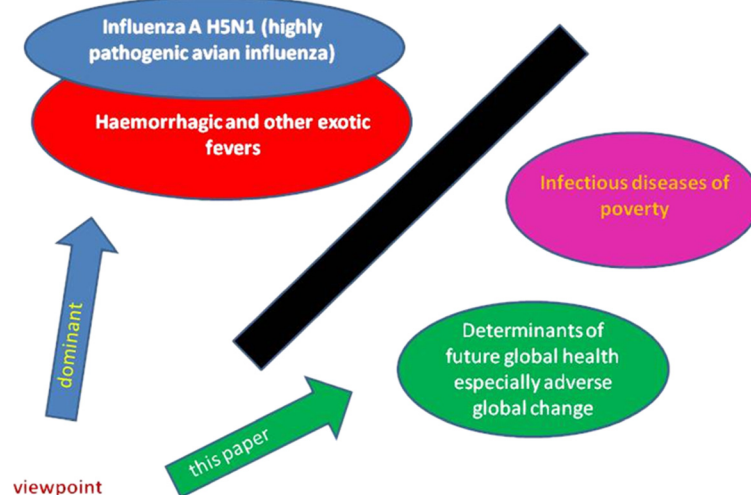 Influenza A H5N1 (highly
pathogenic avian influenza)
Haemorrhagic and other exotic
fevers
Infectious diseases of
poverty
Determinants of
future global health
especially adverse
global change
dominant
this paper
viewpoint